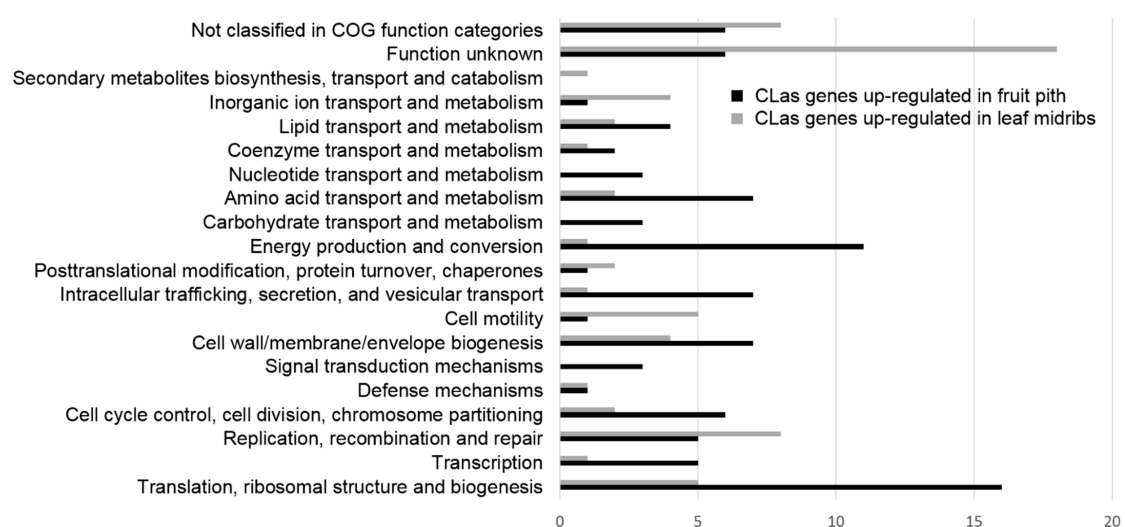 Not classified in COG function categories
Function unknown
Secondary metabolites biosynthesis, transport and catabolism
Inorganic ion transport and metabolism
Lipid transport and metabolism
Coenzyme transport and metabolism
Nucleotide transport and metabolism
Amino acid transport and metabolism
Carbohydrate transport and metabolism
Energy production and conversion
Posttranslational modification, protein turnover, chaperones
Intracellular trafficking, secretion, and vesicular transport
Cell motility
Cell wall/membrane/envelope biogenesis
Signal transduction mechanisms
Defense mechanisms
Cell cycle control, cell division, chromosome partitioning
Replication, recombination and repair
Transcription
Translation, ribosomal structure and biogenesis
CLas genes up-regulated in fruit pith
CLas genes up-regulated in leaf midribs
0 5 10 15 20